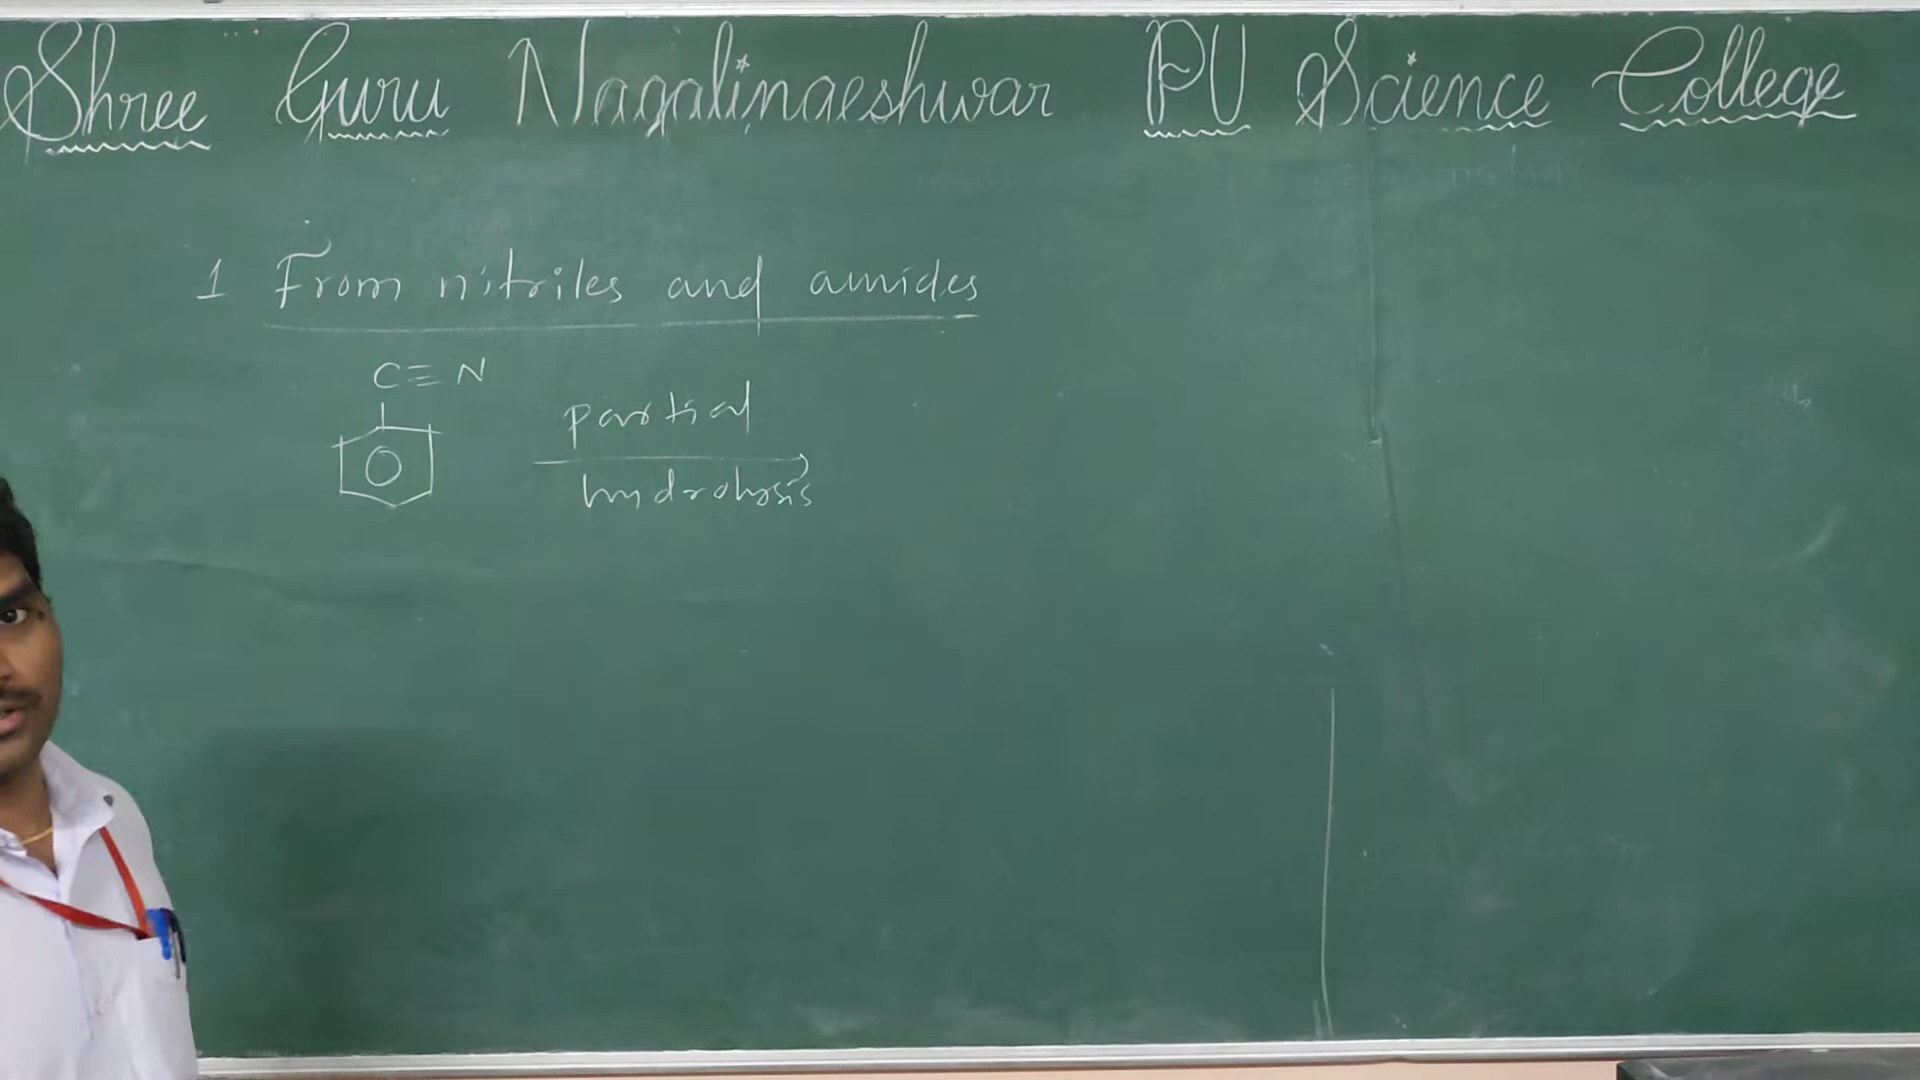 Shree Guru Nagalinaeshwar PU Science College
1 From nitriles and amides
C≡N
partial
hydrolysis